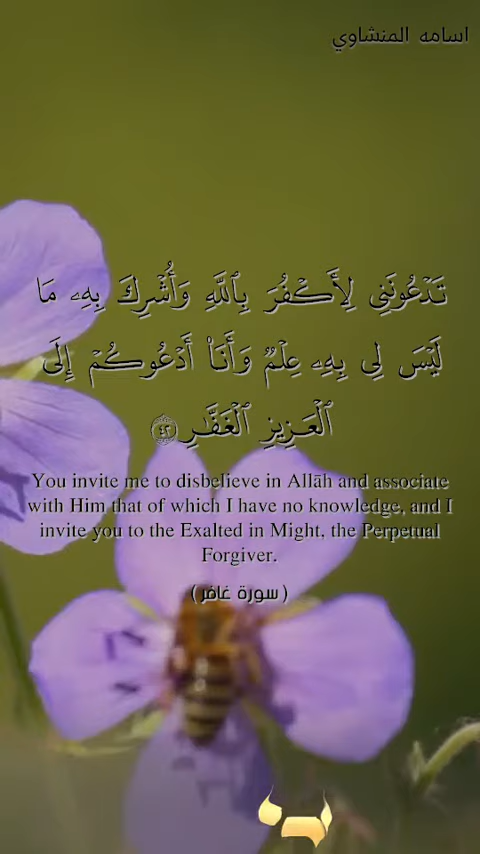 اسامه المنشاوي
تَدْعُونَنِي لِأَكْفُرَ بِٱللَّهِ وَأُشْرِكَ بِهِۦ مَا
لَيْسَ لِى بِهِۦ عِلْمٌ وَأَنَا۠ أَدْعُوكُمْ إِلَى
ٱلْعَزِيزِ ٱلْغَفَّٰرِ ٤٢
You invite me to disbelieve in Allāh and associate
with Him that of which I have no knowledge, and I
invite you to the Exalted in Might, the Perpetual
Forgiver.
(سورة غافر)